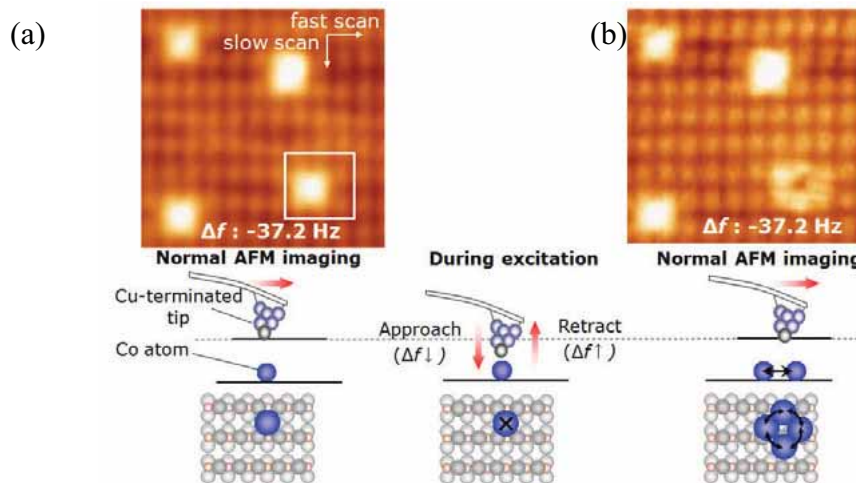 (a)
fast scan
slow scan
Δf : -37.2 Hz
Normal AFM imaging
Cu-terminated
tip
Co atom
During excitation
Approach
(Δf↓)
Retract
(Δf↑)
(b)
Δf : -37.2 Hz
Normal AFM imaging